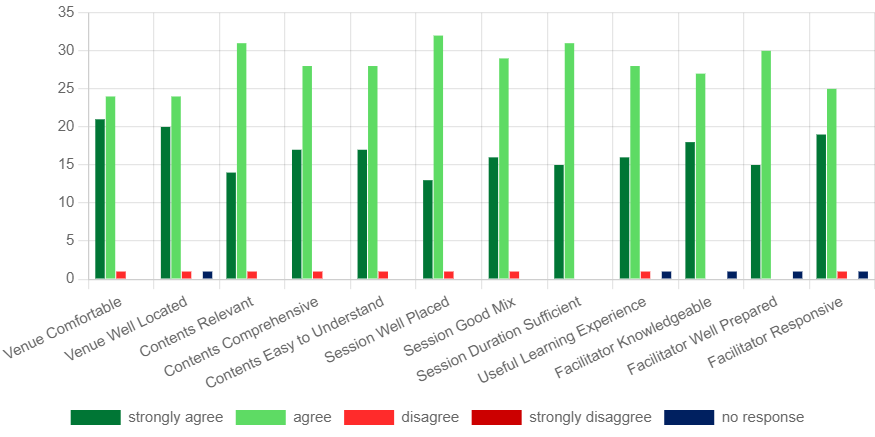 35
30
25
20
15
10
5
0
Venue Comfortable
Venue Well Located
Contents Relevant
Contents Comprehensive
Contents Easy to Understand
Session Well Placed
Session Good Mix
Session Duration Sufficient
Useful Learning Experience
Facilitator Knowledgeable
Facilitator Well Prepared
Facilitator Responsive
strongly agree agree disagree strongly disaggree no response